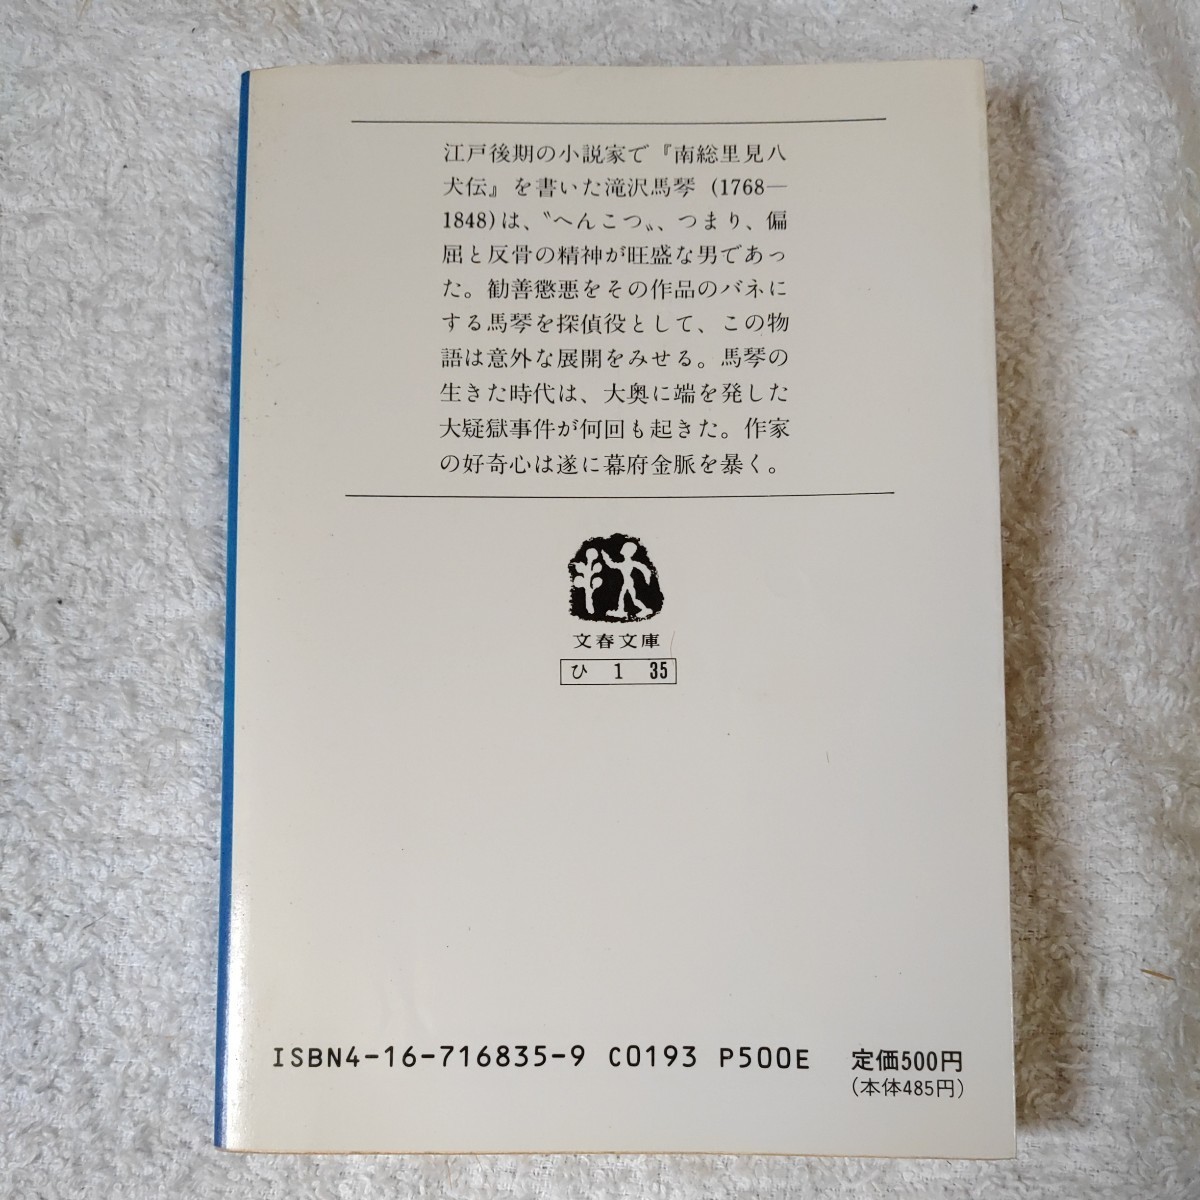 江戸後期の小説家で『南総里見八
犬伝』を書いた滝沢馬琴(1768―
1848)は、〝へんこつ〟、つまり、偏
屈と反骨の精神が旺盛な男であっ
た。勧善懲悪をその作品のバネに
する馬琴を探偵役として、この物
語は意外な展開をみせる。馬琴の
生きた時代は、大奥に端を発した
大疑獄事件が何回も起きた。作家
の好奇心は遂に幕府金脈を暴く。
文春文庫
ひ 1 35
ISBN4-16-716835-9 C0193 P500E 定価500円
(本体485円)